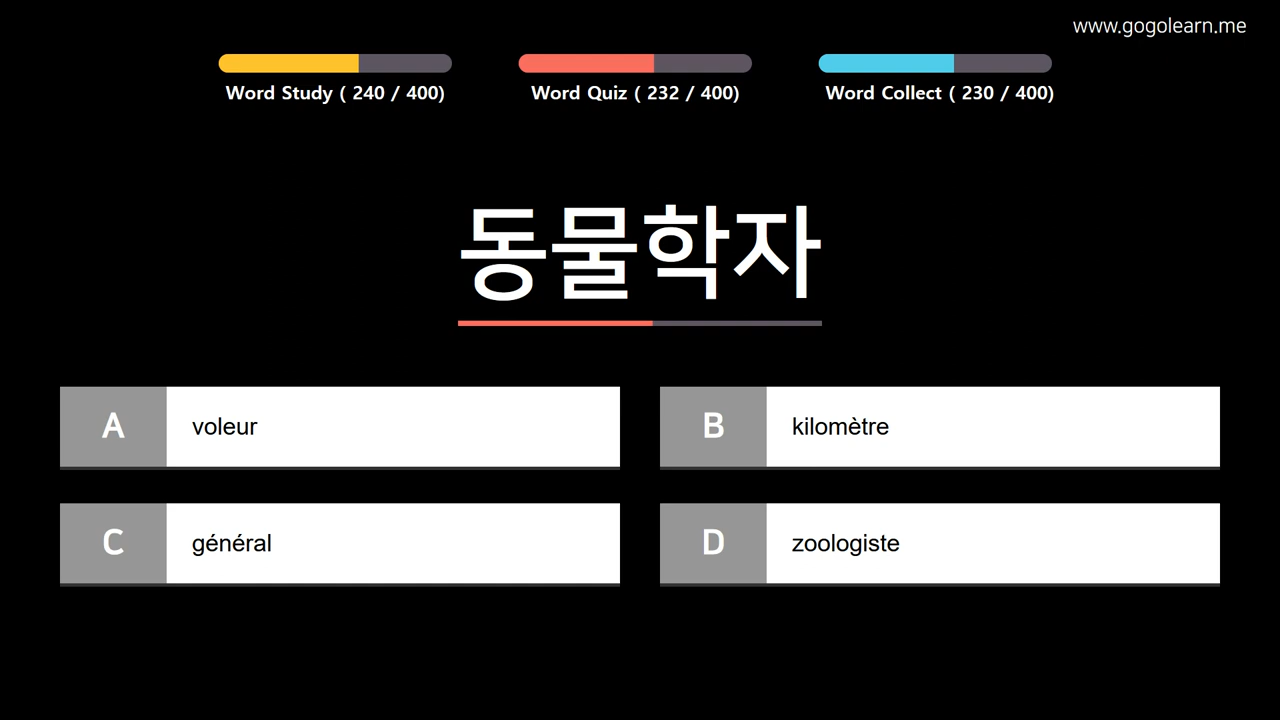 www.gogolearn.me
Word Study ( 240 / 400)
Word Quiz ( 232 / 400)
Word Collect ( 230 / 400)
동물학자
A voleur
B kilomètre
C général
D zoologiste